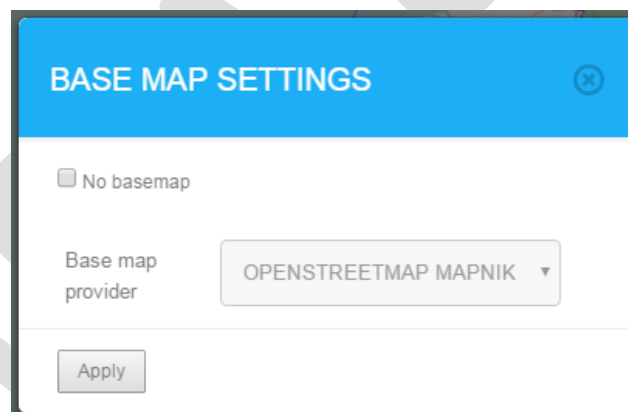 BASE MAP SETTINGS
No basemap
Base map
provider
OPENSTREETMAP MAPNIK
Apply